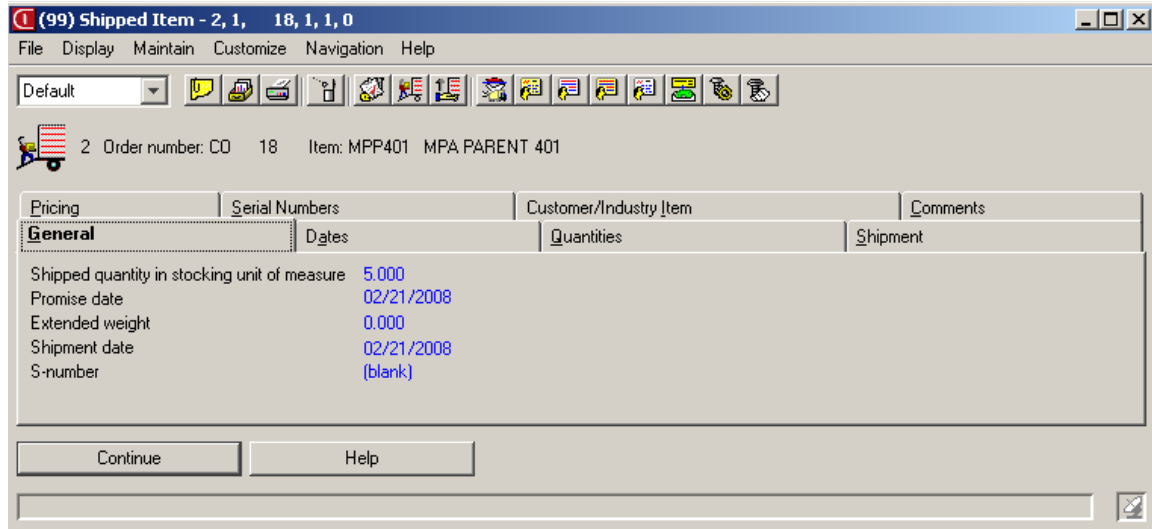 (99) Shipped Item - 2, 1, 18, 1, 1, 0
File Display Maintain Customize Navigation Help
Default
2 Order number: CO 18 Item: MPP401 MPA PARENT 401
Pricing Serial Numbers Customer/Industry Item Comments
General Dates Quantities Shipment
Shipped quantity in stocking unit of measure 5.000
Promise date 02/21/2008
Extended weight 0.000
Shipment date 02/21/2008
S-number (blank)
Continue Help